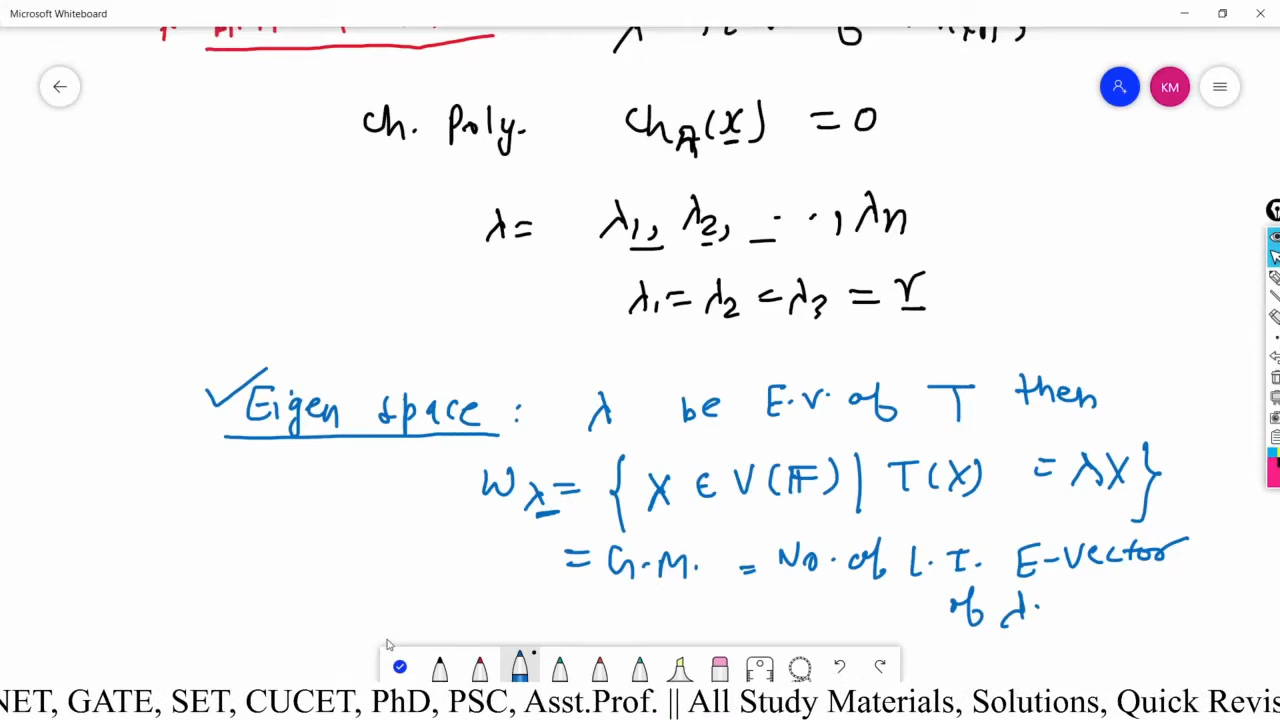 Microsoft Whiteboard
KM
Ch. Poly. Ch_A(x) = 0
λ = λ1, λ2, _ . . , λn
λ1 = λ2 = λ3 = r
✓Eigen space : λ be E.V. of T then
W_λ = { X ∈ V(F) | T(X) = λX }
= G.M. = No. of L.I. E-vector
of λ.
NET, GATE, SET, CUCET, PhD, PSC, Asst.Prof. || All Study Materials, Solutions, Quick Revis